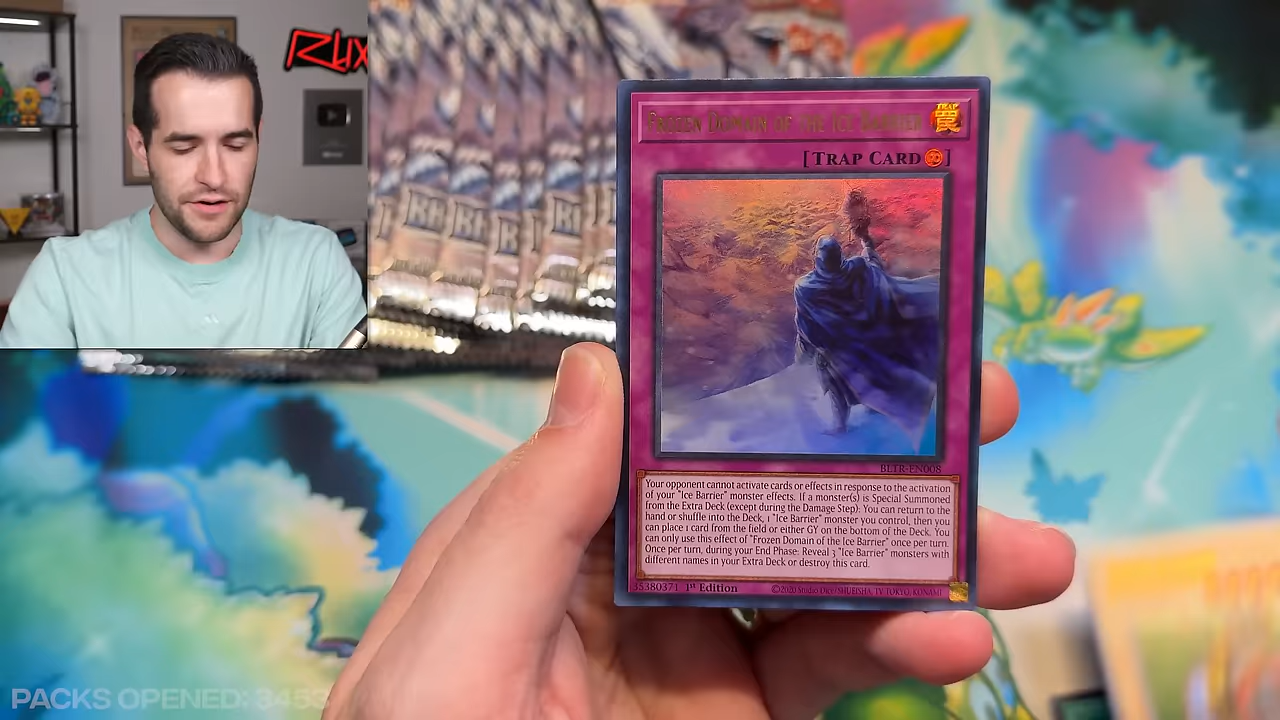 RUX
FROZEN DOMAIN OF THE ICE BARRIER
TRAP
罠
[TRAP CARD ]
BLTR-EN008
Your opponent cannot activate cards or effects in response to the activation
of your "Ice Barrier" monster effects. If a monster(s) is Special Summoned
from the Extra Deck (except during the Damage Step): You can return to the
hand or shuffle into the Deck, 1 "Ice Barrier" monster you control, then you
can place 1 card from the field or either GY on the bottom of the Deck. You
can only use this effect of "Frozen Domain of the Ice Barrier" once per turn.
Once per turn, during your End Phase: Reveal 3 "Ice Barrier" monsters with
different names in your Extra Deck or destroy this card.
35380371 1st Edition
©2020 Studio Dice/SHUEISHA, TV TOKYO, KONAMI
PACKS OPENED: 3453